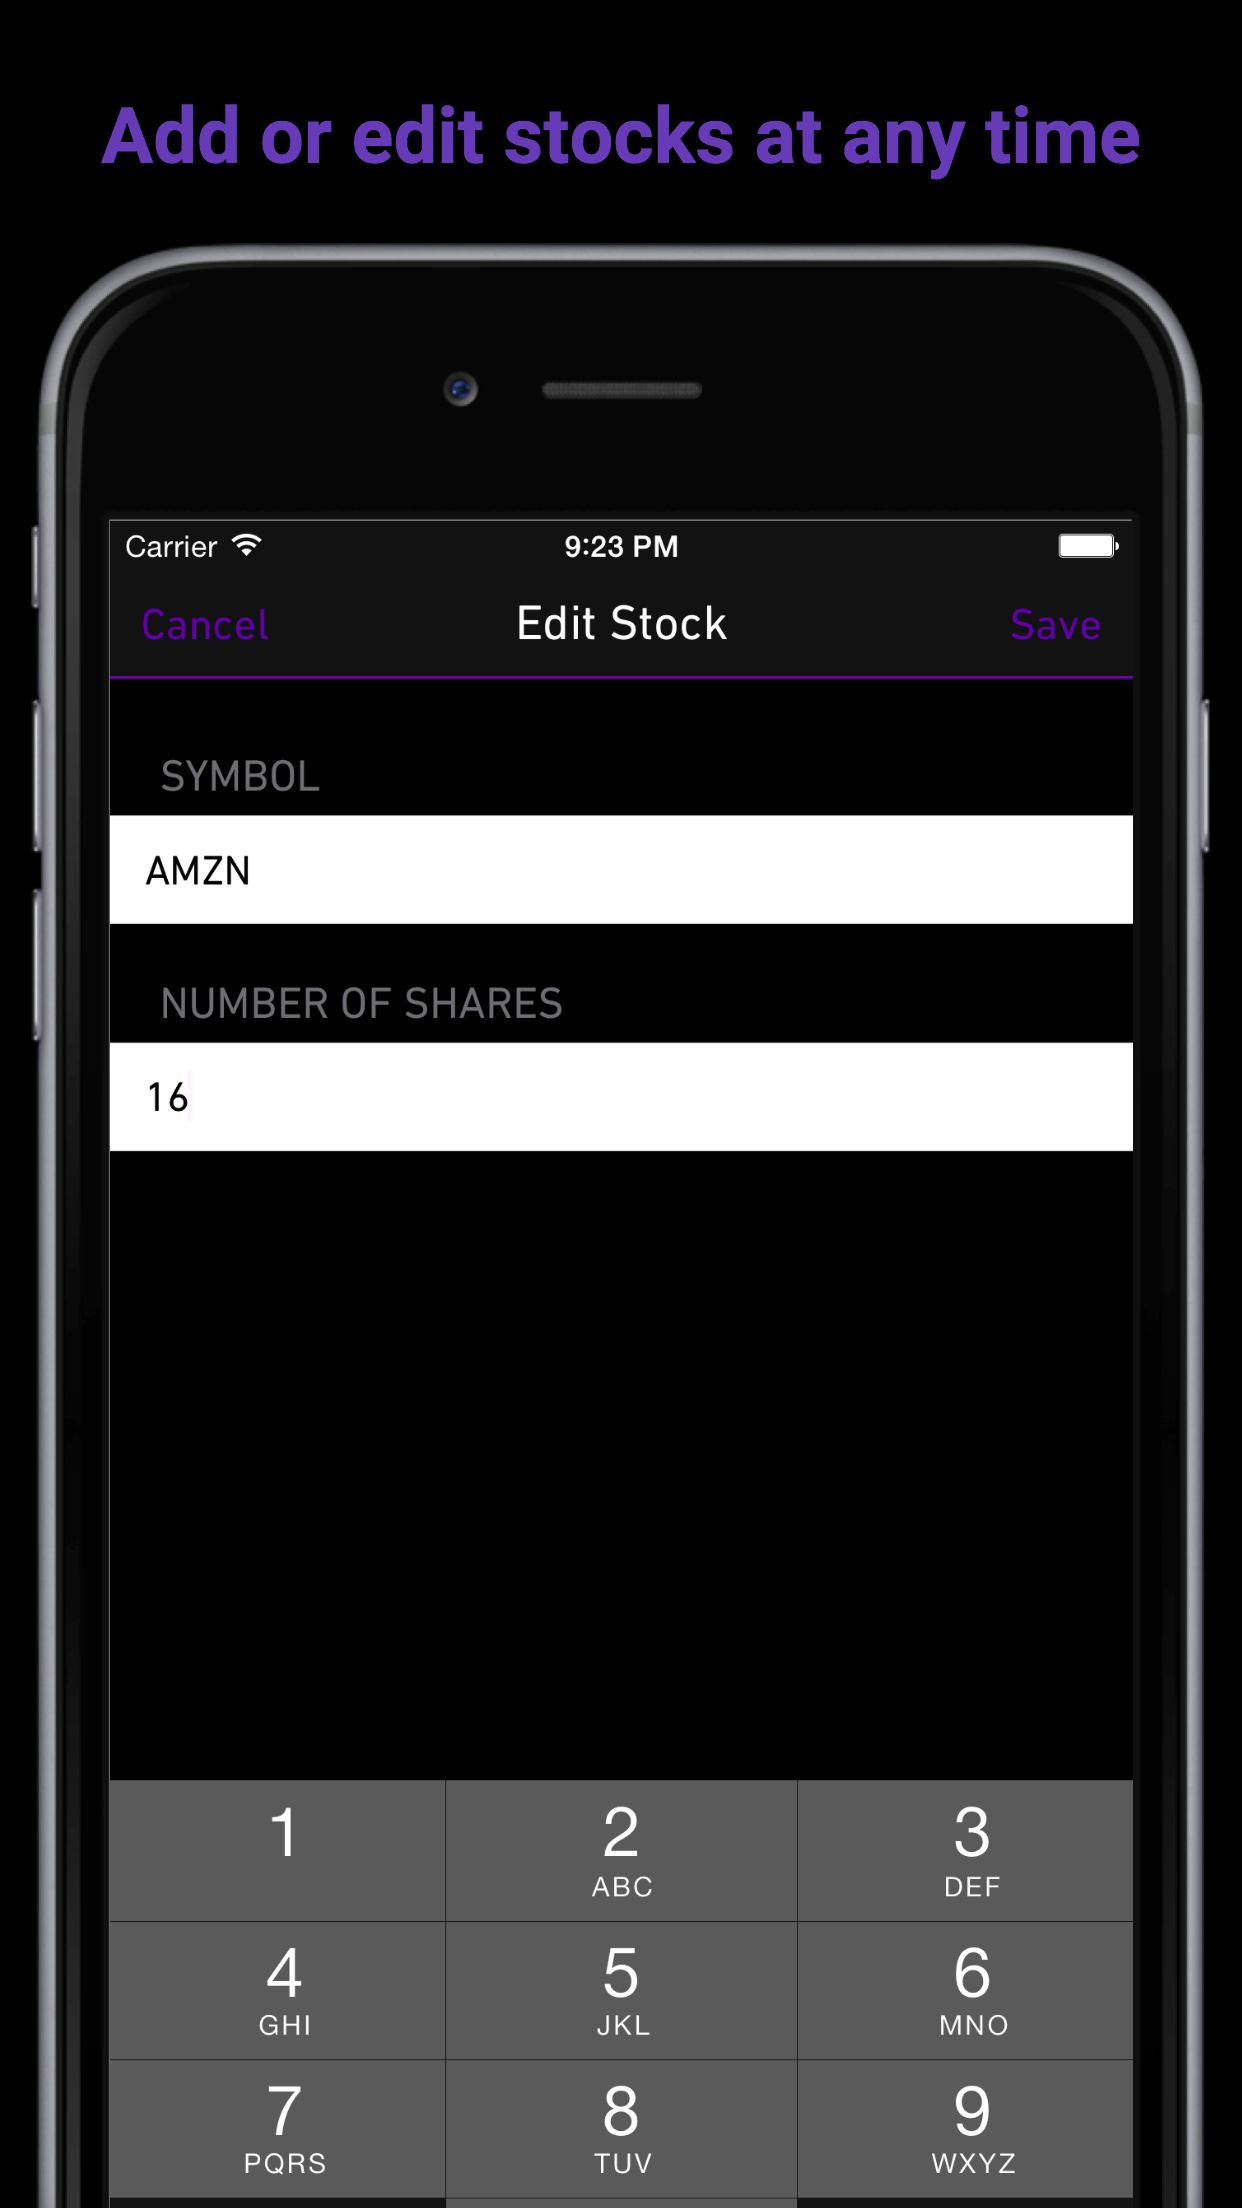 Add or edit stocks at any time
Carrier 9:23 PM
Cancel Edit Stock Save
SYMBOL
AMZN
NUMBER OF SHARES
16
1 2 3
ABC DEF
4 5 6
GHI JKL MNO
7 8 9
PQRS TUV WXYZ